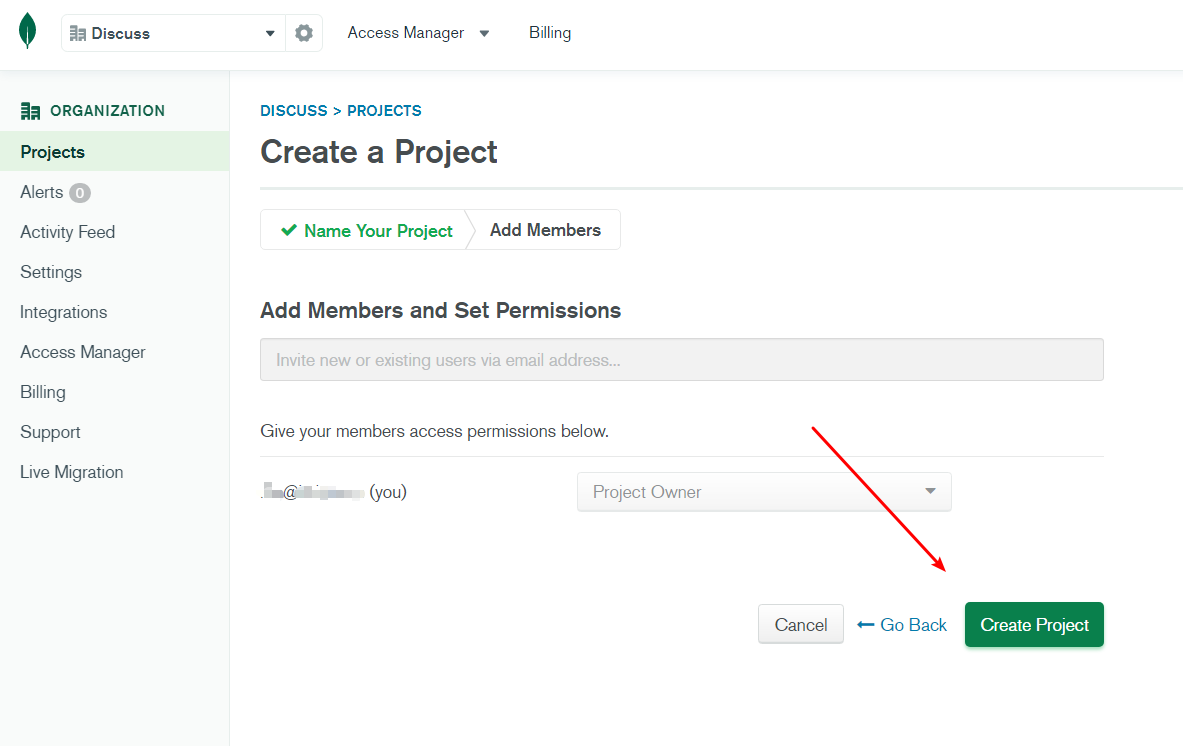 Discuss
Access Manager
Billing
ORGANIZATION
Projects
Alerts 0
Activity Feed
Settings
Integrations
Access Manager
Billing
Support
Live Migration
DISCUSS > PROJECTS
Create a Project
Name Your Project
Add Members
Add Members and Set Permissions
Invite new or existing users via email address...
Give your members access permissions below.
(you)
Project Owner
Cancel
Go Back
Create Project